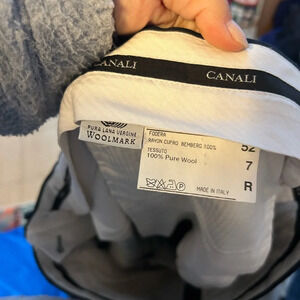 CANALI
CANALI
CANALI
PURA LANA VERGINE
WOOLMARK
FODERA
RAYON CUPRO BEMBERG 100%
TESSUTO
100% Pure Wool
52
7
R
MADE IN ITALY